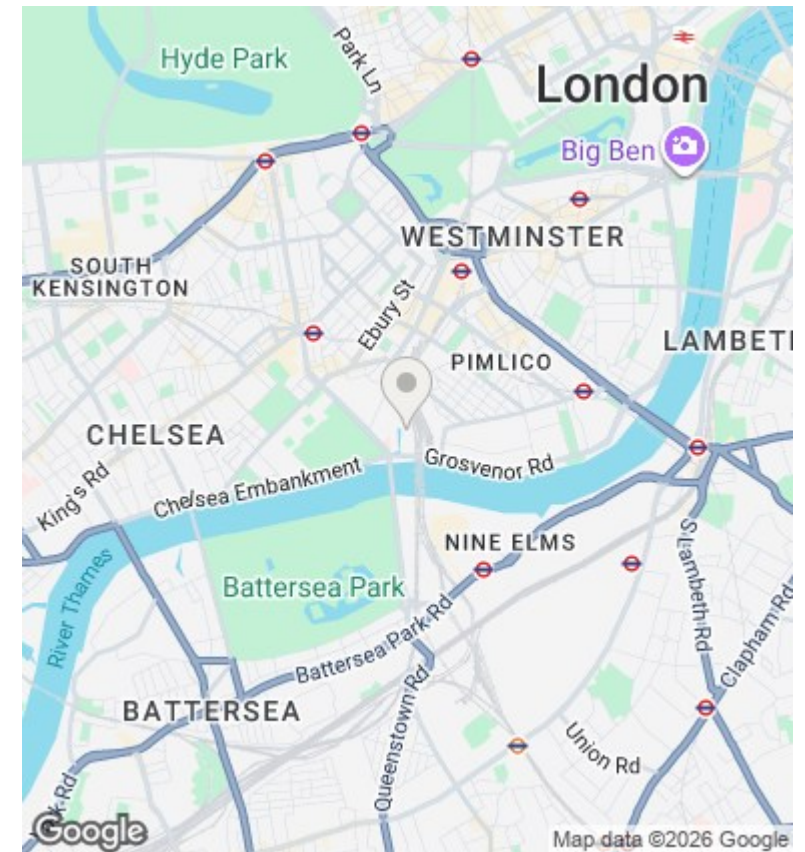 Hyde Park
Park Ln
London
Big Ben
WESTMINSTER
SOUTH
KENSINGTON
Ebury St
LAMBET
PIMLICO
CHELSEA
Grosvenor Rd
King's Rd
Chelsea Embankment
NINE ELMS
S Lambeth Rd
Battersea Park
River Thames
Clapham Rd
Battersea Park Rd
BATTERSEA
Queenstown Rd
Union Rd
Rd
Google
Map data ©2026 Google